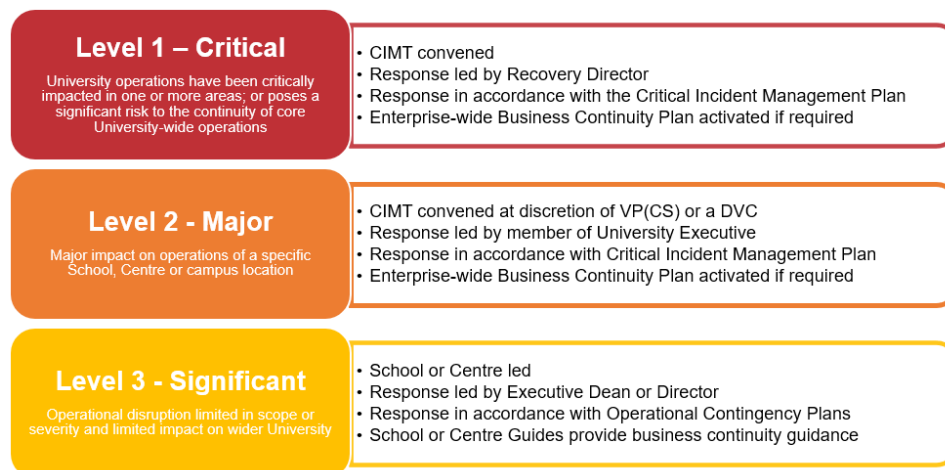 Level 1 – Critical
University operations have been critically
impacted in one or more areas; or poses a
significant risk to the continuity of core
University-wide operations
• CIMT convened
• Response led by Recovery Director
• Response in accordance with the Critical Incident Management Plan
• Enterprise-wide Business Continuity Plan activated if required
Level 2 - Major
Major impact on operations of a specific
School, Centre or campus location
• CIMT convened at discretion of VP(CS) or a DVC
• Response led by member of University Executive
• Response in accordance with Critical Incident Management Plan
• Enterprise-wide Business Continuity Plan activated if required
Level 3 - Significant
Operational disruption limited in scope or
severity and limited impact on wider University
• School or Centre led
• Response led by Executive Dean or Director
• Response in accordance with Operational Contingency Plans
• School or Centre Guides provide business continuity guidance